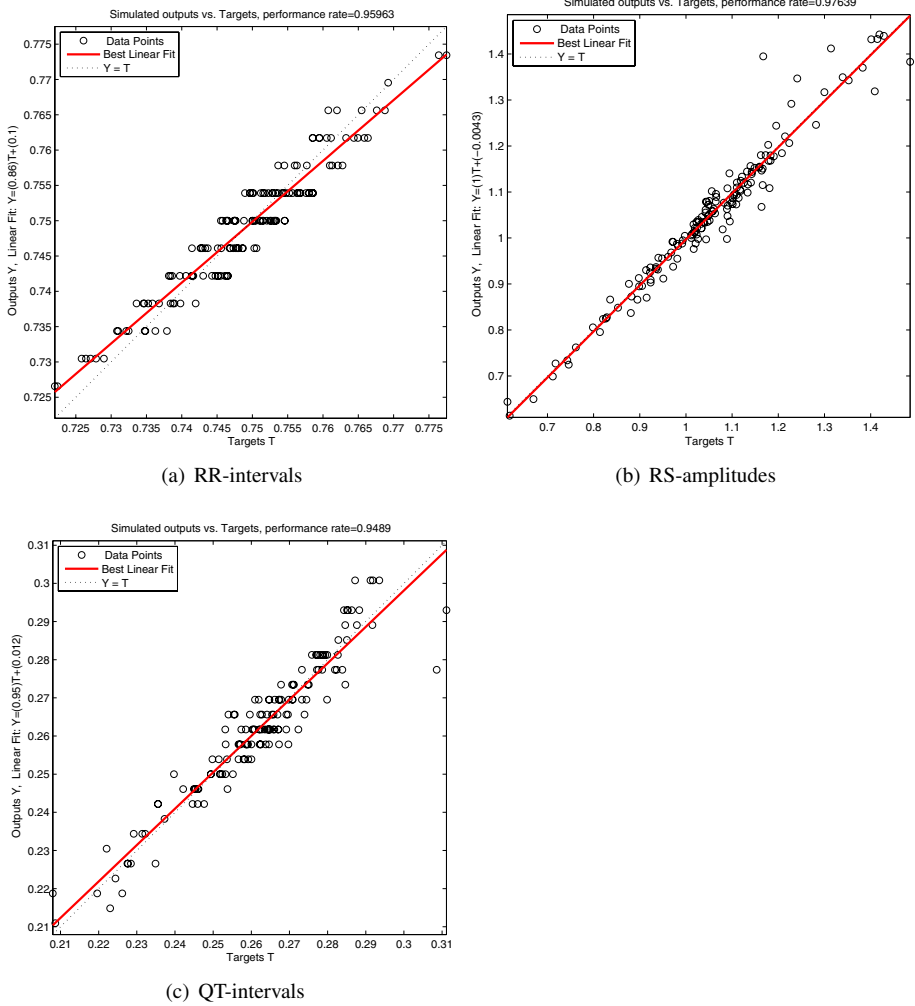 Simulated outputs vs. Targets, performance rate=0.95963
Data Points
Best Linear Fit
Y = T
Outputs Y, Linear Fit: Y=(0.86)T+(0.1)
0.775
0.77
0.765
0.76
0.755
0.75
0.745
0.74
0.735
0.73
0.725
0.725 0.73 0.735 0.74 0.745 0.75 0.755 0.76 0.765 0.77 0.775
Targets T
(a) RR-intervals
Simulated outputs vs. Targets, performance rate=0.97639
Data Points
Best Linear Fit
Y = T
Outputs Y, Linear Fit: Y=(1)T+(-0.0043)
1.4
1.3
1.2
1.1
1
0.9
0.8
0.7
0.7 0.8 0.9 1 1.1 1.2 1.3 1.4
Targets T
(b) RS-amplitudes
Simulated outputs vs. Targets, performance rate=0.9489
Data Points
Best Linear Fit
Y = T
Outputs Y, Linear Fit: Y=(0.95)T+(0.012)
0.31
0.3
0.29
0.28
0.27
0.26
0.25
0.24
0.23
0.22
0.21
0.21 0.22 0.23 0.24 0.25 0.26 0.27 0.28 0.29 0.3 0.31
Targets T
(c) QT-intervals